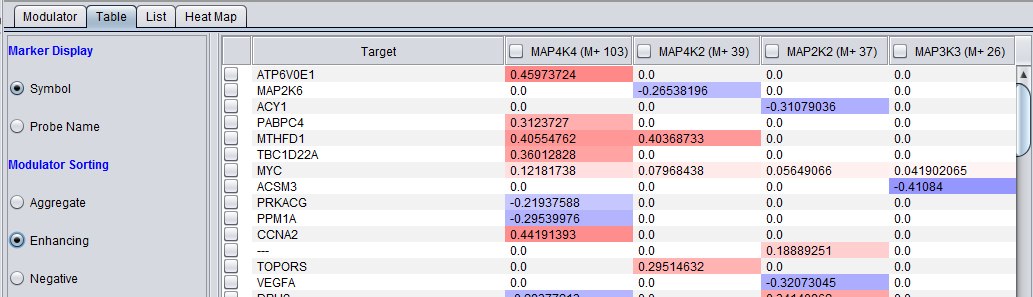 Modulator Table List Heat Map
Marker Display
Symbol
Probe Name
Modulator Sorting
Aggregate
Enhancing
Negative
Target MAP4K4 (M+ 103) MAP4K2 (M+ 39) MAP2K2 (M+ 37) MAP3K3 (M+ 26)
ATP6V0E1 0.45973724 0.0 0.0 0.0
MAP2K6 0.0 -0.26538196 0.0 0.0
ACY1 0.0 0.0 -0.31079036 0.0
PABPC4 0.3123727 0.0 0.0 0.0
MTHFD1 0.40554762 0.40368733 0.0 0.0
TBC1D22A 0.36012828 0.0 0.0 0.0
MYC 0.12181738 0.07968438 0.05649066 0.041902065
ACSM3 0.0 0.0 0.0 -0.41084
PRKACG -0.21937588 0.0 0.0 0.0
PPM1A -0.29539976 0.0 0.0 0.0
CCNA2 0.44191393 0.0 0.0 0.0
--- 0.0 0.0 0.18889251 0.0
TOPORS 0.0 0.29514632 0.0 0.0
VEGFA 0.0 0.0 -0.32073045 0.0